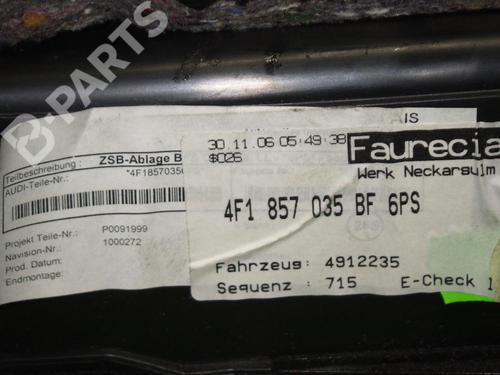 B-PARTS
AIS
30.11.06 05:49:38
$026
Faurecia
Werk Neckarsulm
4F1 857 035 BF 6PS
Fahrzeug: 4912235
Sequenz : 715 E-Check 1
Teilbeschreibung : ZSB-Ablage B
AUDI-Teile-Nr.: *4F1857035
Projekt Teile-Nr.: P0091999
Navision-Nr.: 1000272
Prod. Datum:
Endmontage: